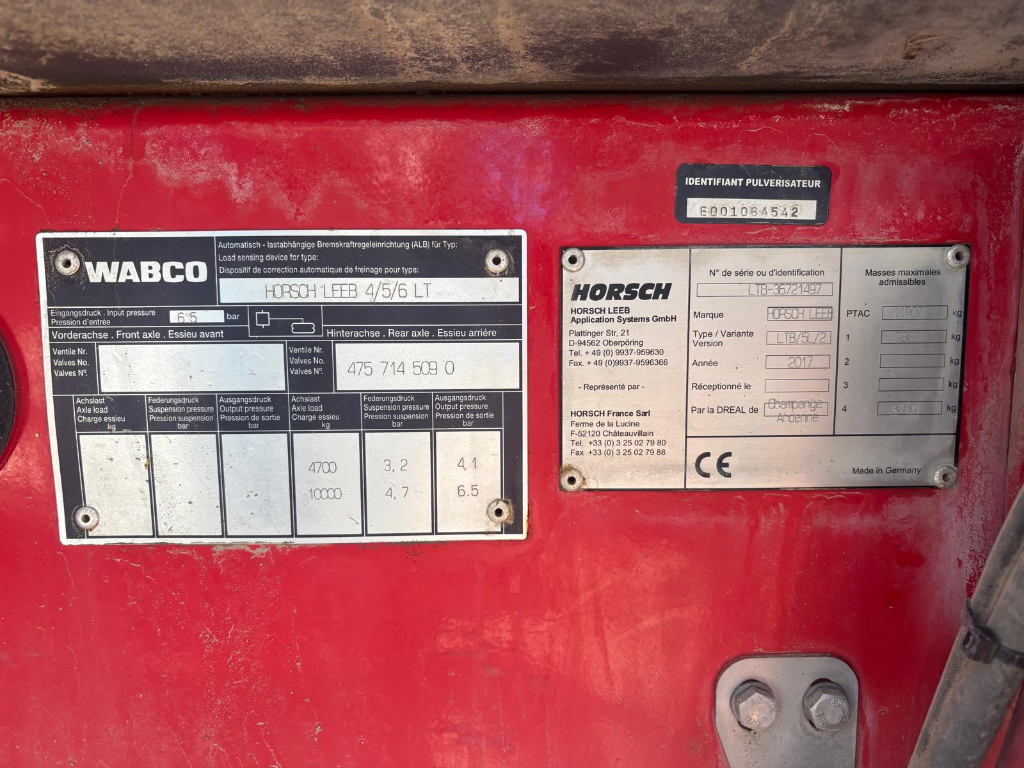 IDENTIFIANT PULVERISATEUR
E001064542
WABCO
Automatisch - lastabhängige Bremskraftregeleinrichtung (ALB) für Typ:
Load sensing device for type:
Dispositif de correction automatique de freinage pour type:
HORSCH LEEB 4/5/6 LT
Eingangsdruck . Input pressure
Pression d'entrée
6.5 bar
Vorderachse . Front axle . Essieu avant
Hinterachse . Rear axle . Essieu arrière
Ventile Nr.
Valves No.
Valves N°.
Ventile Nr.
Valves No.
Valves N°.
475 714 509 0
Achslast
Axle load
Charge essieu
kg
Federungsdruck
Suspension pressure
Pression suspension
bar
Ausgangsdruck
Output pressure
Pression de sortie
bar
Achslast
Axle load
Charge essieu
kg
Federungsdruck
Suspension pressure
Pression suspension
bar
Ausgangsdruck
Output pressure
Pression de sortie
bar
4700 3,2 4,1
10000 4,7 6.5
HORSCH
HORSCH LEEB
Application Systems GmbH
Plattinger Str. 21
D-94562 Oberpöring
Tel. + 49 (0) 9937-959630
Fax. + 49 (0) 9937-9596366
- Représenté par -
HORSCH France Sarl
Ferme de la Lucine
F-52120 Châteauvillain
Tel. +33 (0) 3 25 02 79 80
Fax +33 (0) 3 25 02 79 88
N° de série ou d'identification
LTB-36721497
Marque HORSCH LEEB
Type / Variante
Version
LTB/5L/2
Année 2017
Réceptionné le
Par la DREAL de
Champange
Ardenne
Masses maximales
admissibles
PTAC kg
1 kg
2 kg
3 kg
4 kg
CE
Made in Germany